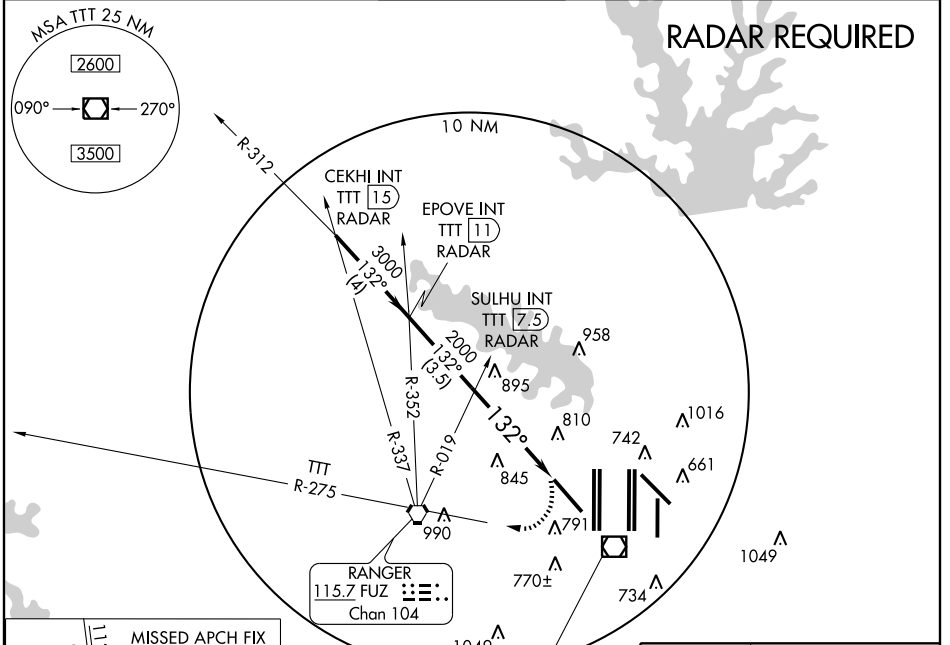 MSA TTT 25 NM
2600
090°
270°
3500
RADAR REQUIRED
10 NM
R-312
CEKHI INT
TTT 15
RADAR
EPOVE INT
TTT 11
RADAR
3000
132°
(4)
SULHU INT
TTT 7.5
RADAR
2000
132°
(3.5)
958
895
132°
810
1016
742
661
845
R-352
R-337
R-019
TTT
R-275
990
791
1049
770±
734
RANGER
115.7 FUZ
Chan 104
MISSED APCH FIX